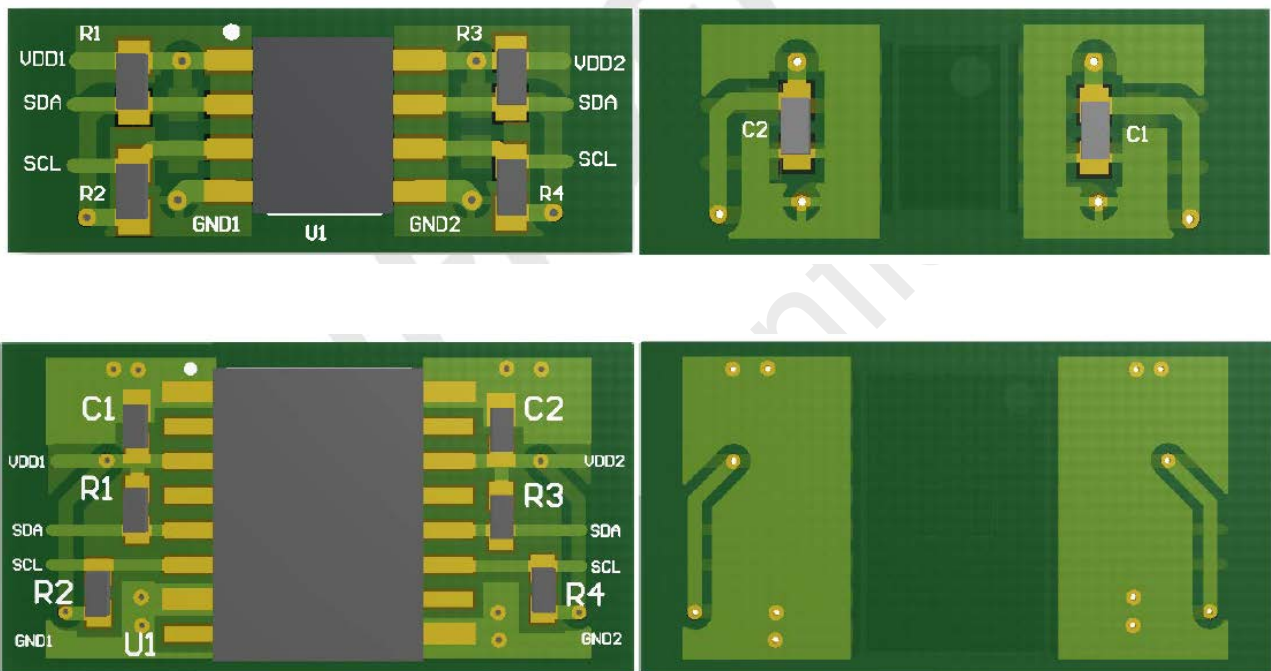 R1 R3
VDD1 VDD2
SDA SDA
C2 C1
SCL SCL
R2 R4
GND1 GND2
U1
C1 C2
VDD1 VDD2
R1 R3
SDA SDA
SCL SCL
R2 R4
GND1 U1 GND2